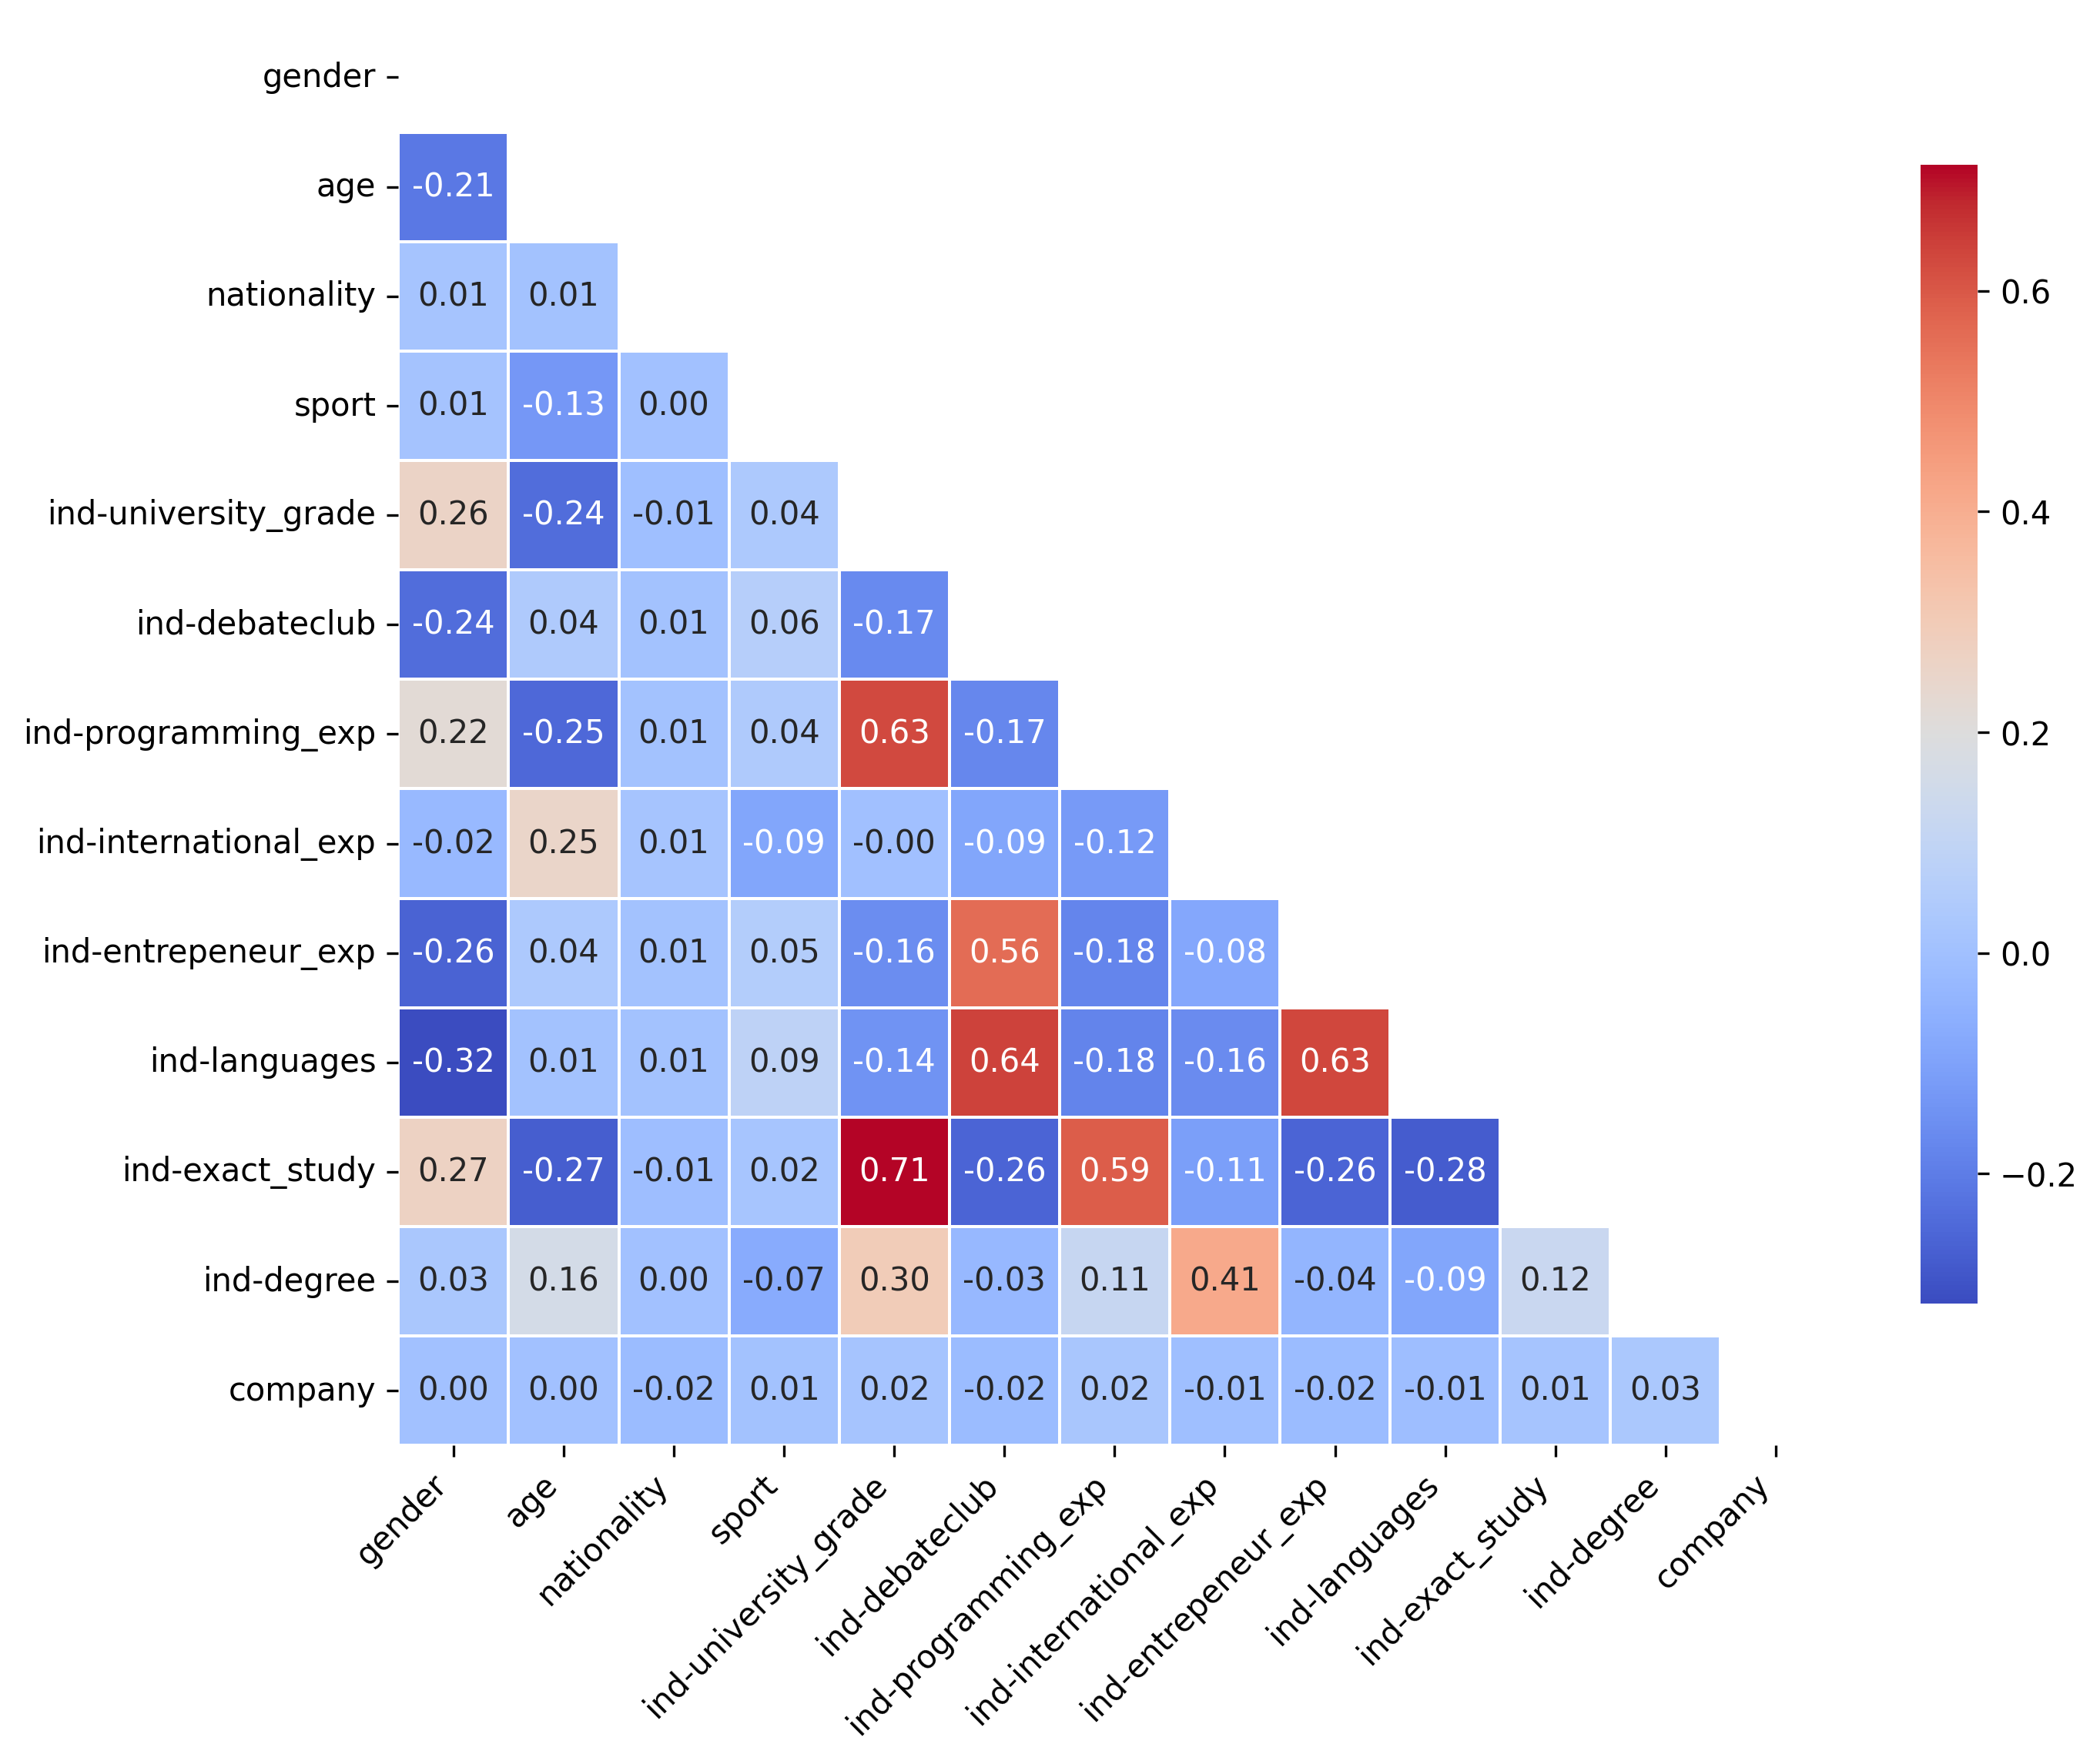 gender
age -0.21
nationality 0.01 0.01
sport 0.01 -0.13 0.00
ind-university_grade 0.26 -0.24 -0.01 0.04
ind-debateclub -0.24 0.04 0.01 0.06 -0.17
ind-programming_exp 0.22 -0.25 0.01 0.04 0.63 -0.17
ind-international_exp -0.02 0.25 0.01 -0.09 -0.00 -0.09 -0.12
ind-entrepeneur_exp -0.26 0.04 0.01 0.05 -0.16 0.56 -0.18 -0.08
ind-languages -0.32 0.01 0.01 0.09 -0.14 0.64 -0.18 -0.16 0.63
ind-exact_study 0.27 -0.27 -0.01 0.02 0.71 -0.26 0.59 -0.11 -0.26 -0.28
ind-degree 0.03 0.16 0.00 -0.07 0.30 -0.03 0.11 0.41 -0.04 -0.09 0.12
company 0.00 0.00 -0.02 0.01 0.02 -0.02 0.02 -0.01 -0.02 -0.01 0.01 0.03
gender
age
nationality
sport
ind-university_grade
ind-debateclub
ind-programming_exp
ind-international_exp
ind-entrepeneur_exp
ind-languages
ind-exact_study
ind-degree
company
0.6
0.4
0.2
0.0
−0.2